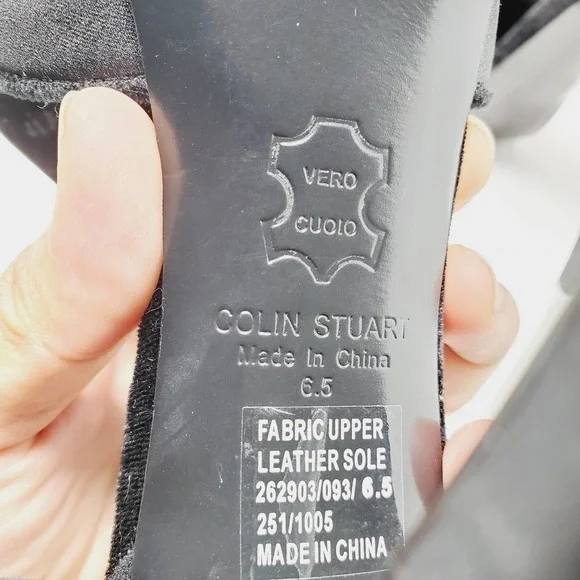 VERO
CUOIO
COLIN STUART
Made In China
6.5
FABRIC UPPER
LEATHER SOLE
262903/093/ 6.5
251/1005
MADE IN CHINA